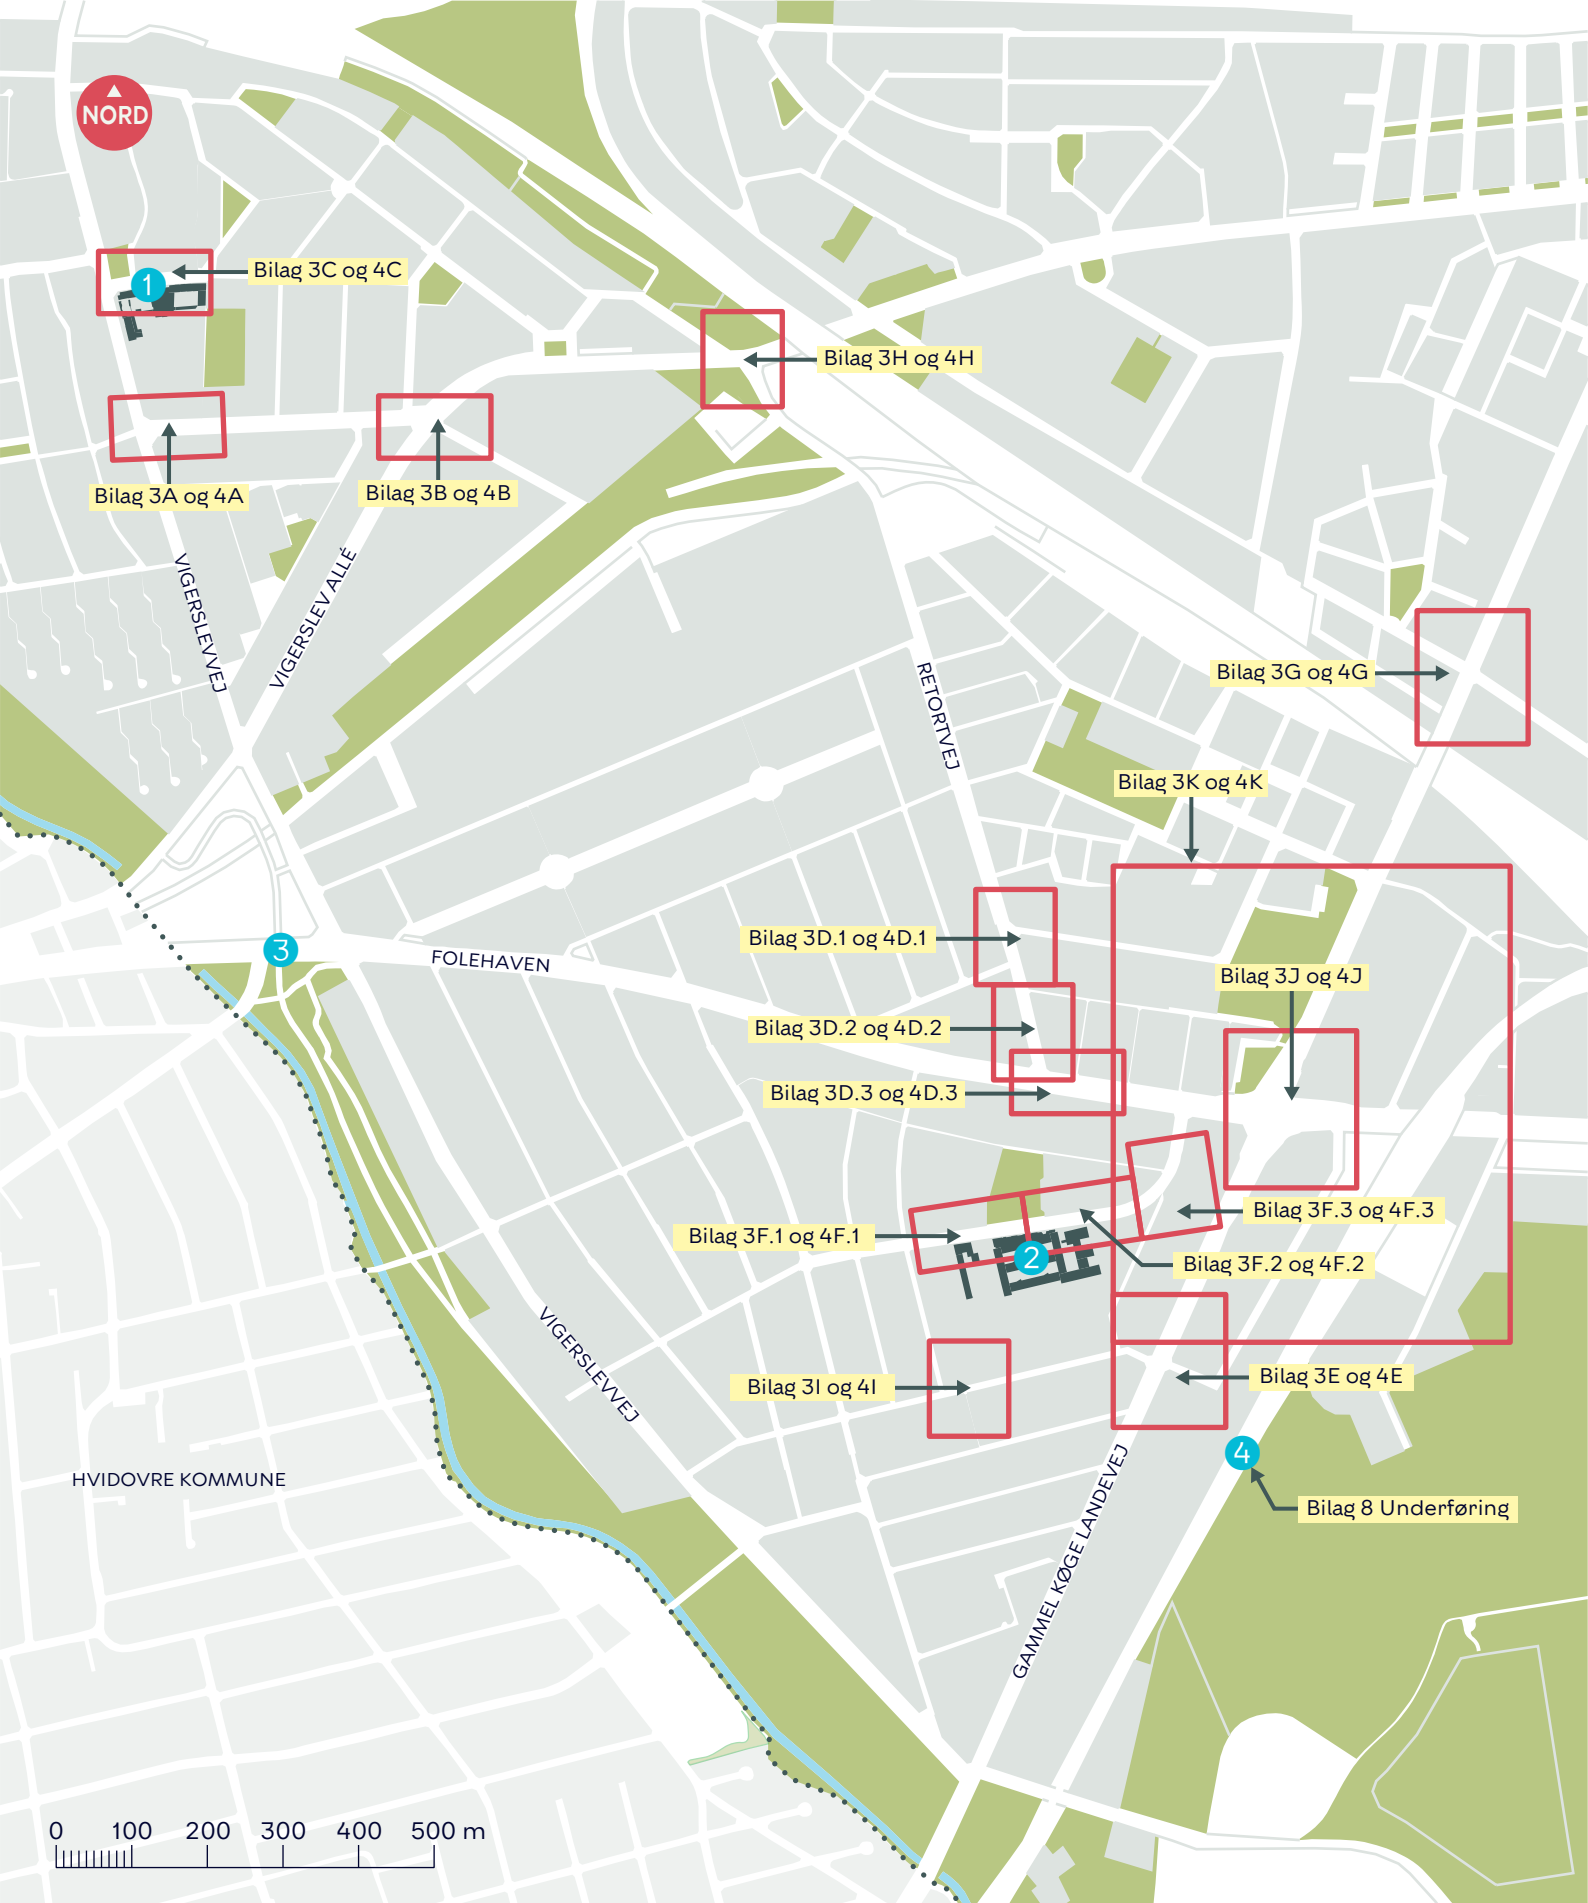 NORD
1
Bilag 3C og 4C
Bilag 3H og 4H
Bilag 3A og 4A
Bilag 3B og 4B
VIGERSLEVVEJ
VIGERSLEV ALLÉ
RETORTVEJ
Bilag 3G og 4G
Bilag 3K og 4K
Bilag 3D.1 og 4D.1
3
FOLEHAVEN
Bilag 3J og 4J
Bilag 3D.2 og 4D.2
Bilag 3D.3 og 4D.3
Bilag 3F.3 og 4F.3
Bilag 3F.1 og 4F.1
2
Bilag 3F.2 og 4F.2
VIGERSLEVVEJ
Bilag 3I og 4I
Bilag 3E og 4E
4
HVIDOVRE KOMMUNE
Bilag 8 Underføring
GAMMEL KØGE LANDEVEJ
0 100 200 300 400 500 m